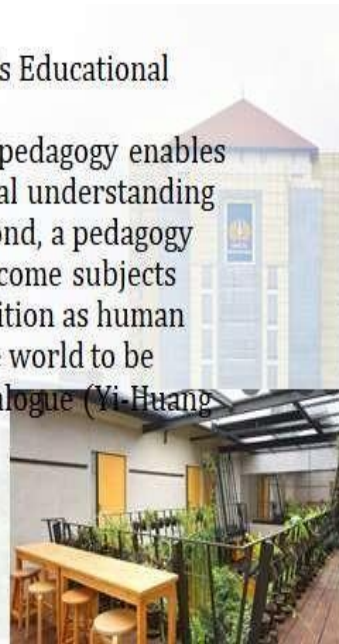 s Educational
pedagogy enables
al understanding
ond, a pedagogy
come subjects
ition as human
e world to be
alogue (Yi-Huang